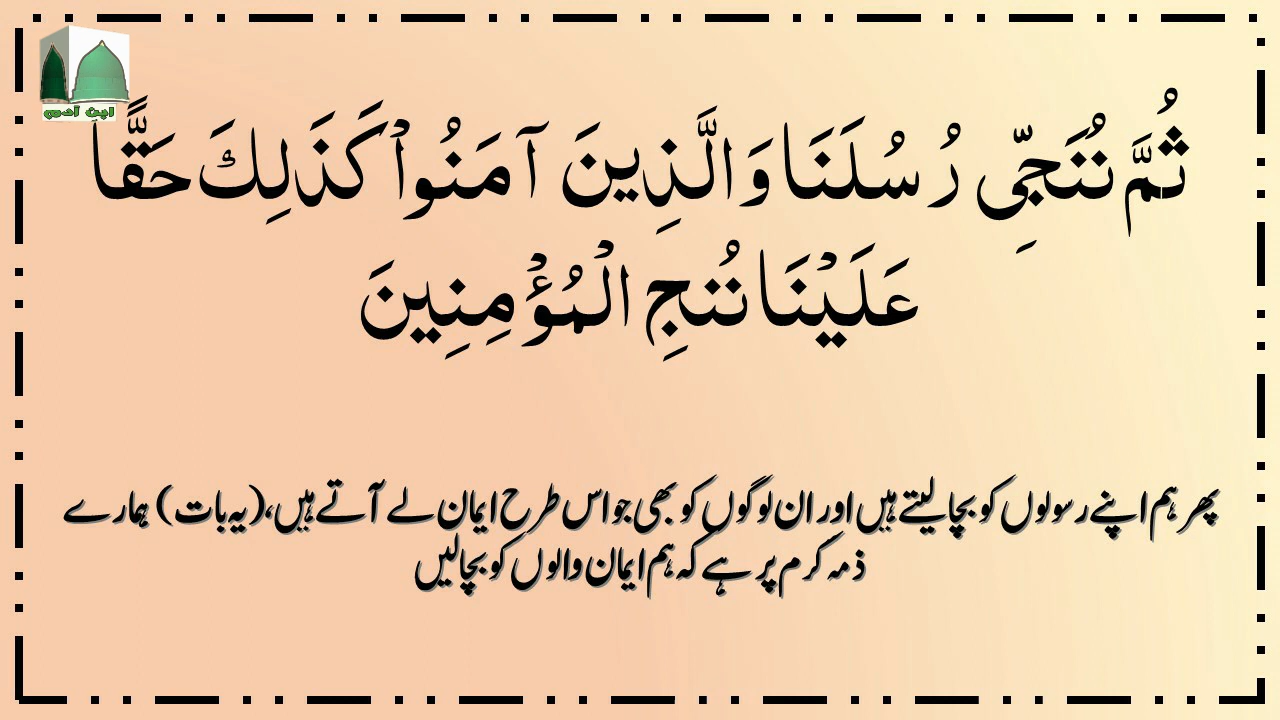 ثُمَّ نُنَجِّي رُسُلَنَا وَالَّذِينَ آمَنُواْ كَذَلِكَ حَقًّا
عَلَيْنَا نُنجِ الْمُؤْمِنِينَ
پھر ہم اپنے رسولوں کو بچا لیتے ہیں اور ان لوگوں کو بھی جو اس طرح ایمان لے آتے ہیں، (یہ بات) ہمارے
ذمہ کرم پر ہے کہ ہم ایمان والوں کو بچا لیں